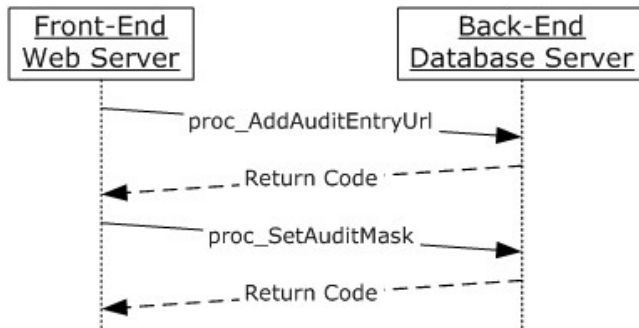 Front-End
Web Server
Back-End
Database Server
proc_AddAuditEntryUrl
Return Code
proc_SetAuditMask
Return Code